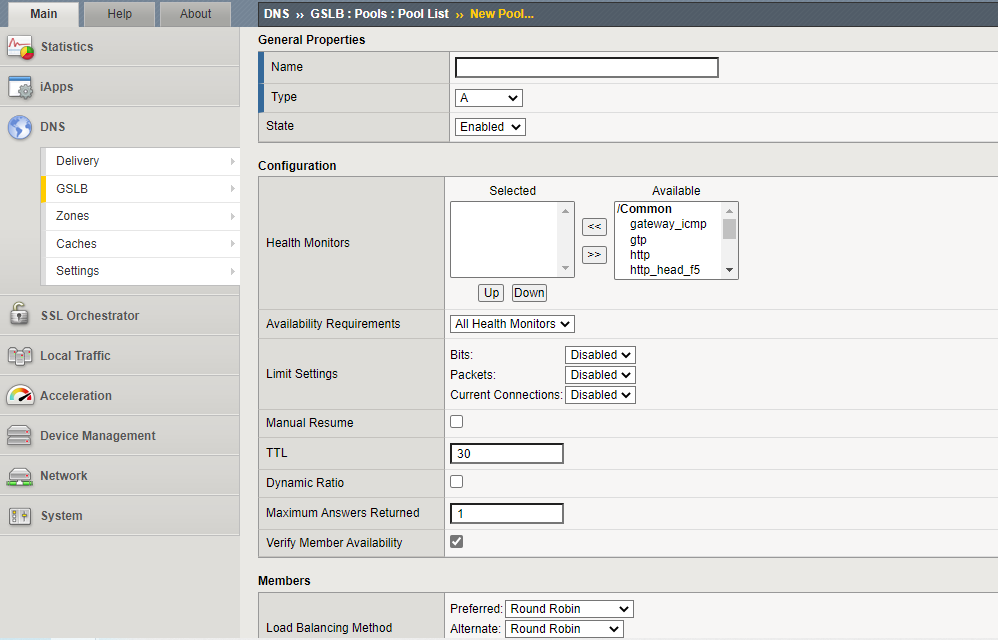 Main Help About
DNS ›› GSLB : Pools : Pool List ›› New Pool...
Statistics
iApps
DNS
Delivery
GSLB
Zones
Caches
Settings
SSL Orchestrator
Local Traffic
Acceleration
Device Management
Network
System
General Properties
Name
Type A
State Enabled
Configuration
Health Monitors
Selected Available
/Common
gateway_icmp
<< gtp
http
>> http_head_f5
Up Down
Availability Requirements All Health Monitors
Limit Settings
Bits: Disabled
Packets: Disabled
Current Connections: Disabled
Manual Resume
TTL 30
Dynamic Ratio
Maximum Answers Returned 1
Verify Member Availability
Members
Load Balancing Method
Preferred: Round Robin
Alternate: Round Robin